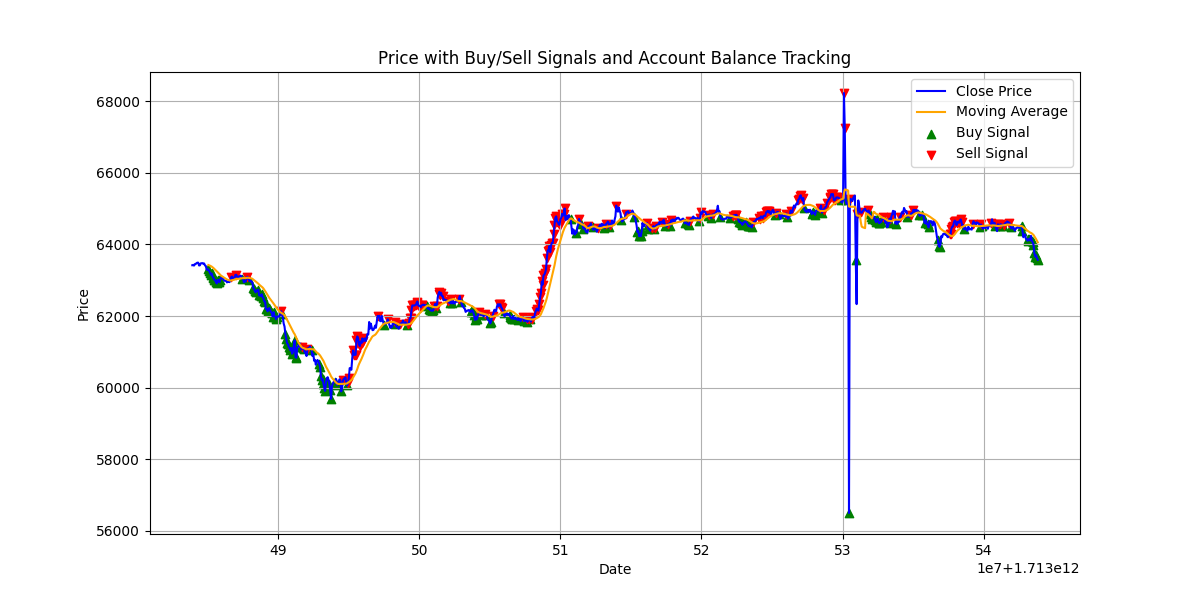 Price with Buy/Sell Signals and Account Balance Tracking
Close Price
Moving Average
Buy Signal
Sell Signal
68000
66000
64000
62000
60000
58000
56000
Price
49
50
51
52
53
54
1e7+1.713e12
Date